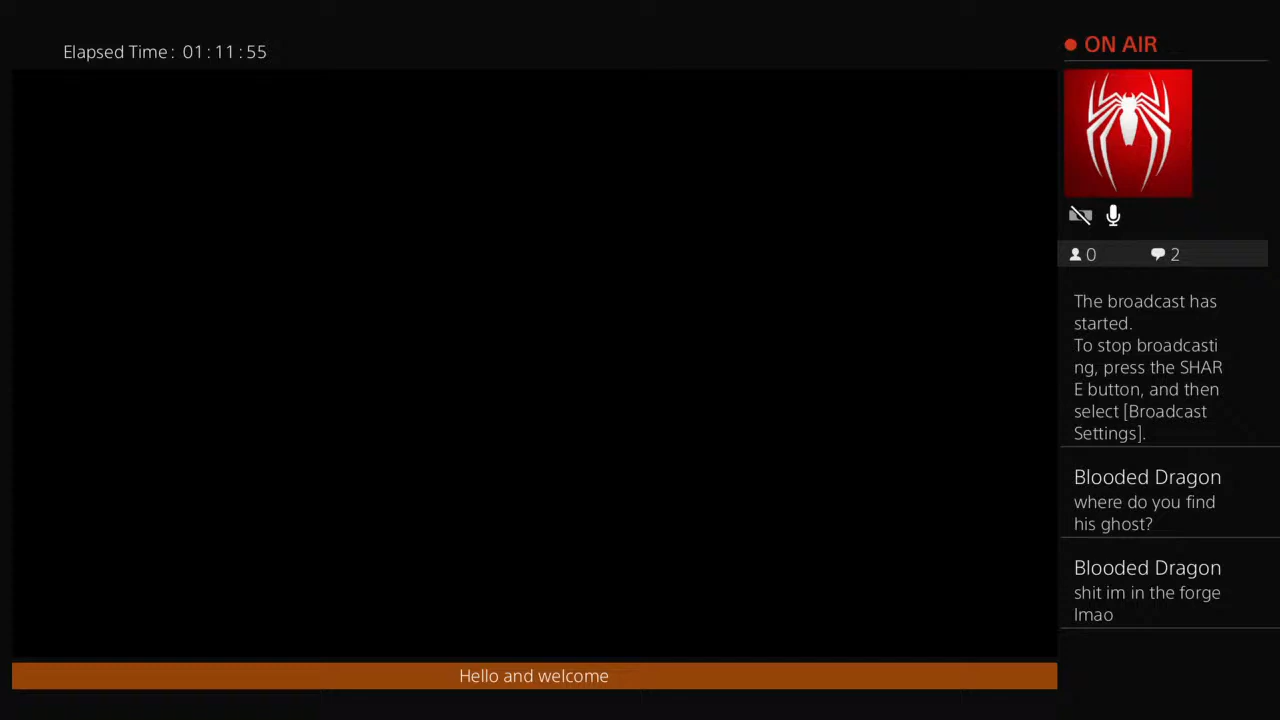 Elapsed Time: 01:11:55
ON AIR
0 2
The broadcast has
started.
To stop broadcasti
ng, press the SHAR
E button, and then
select [Broadcast
Settings].
Blooded Dragon
where do you find
his ghost?
Blooded Dragon
shit im in the forge
lmao
Hello and welcome